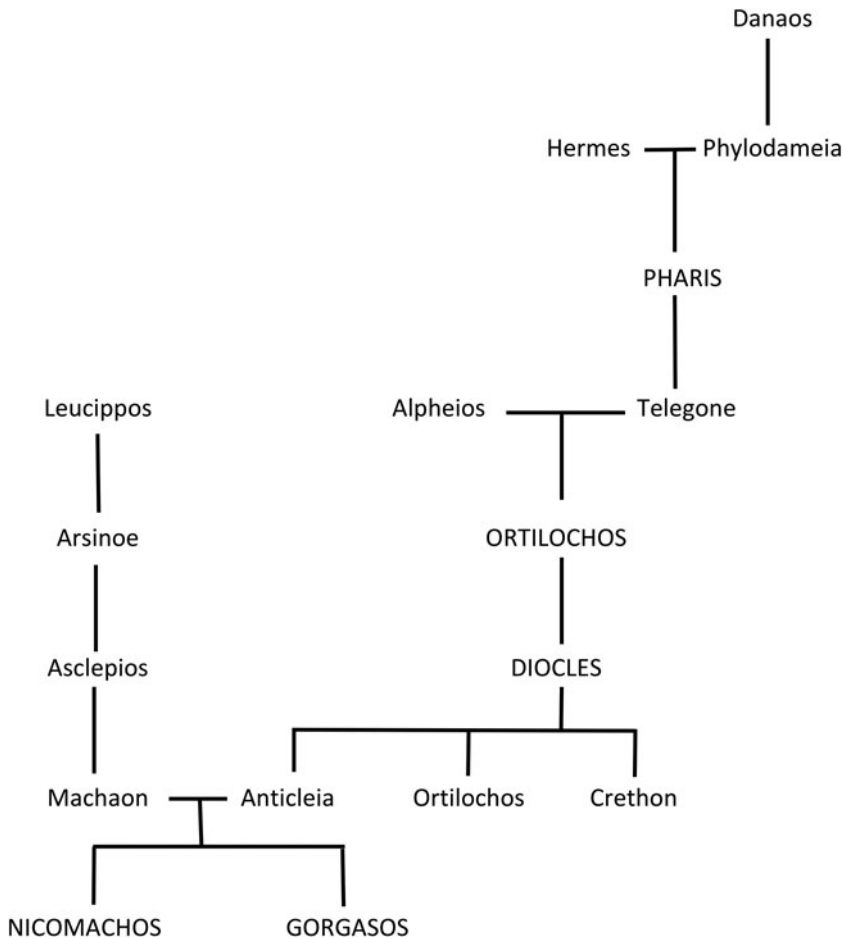 Danaos
Hermes Phylodameia
PHARIS
Leucippos Alpheios Telegone
Arsinoe ORTILOCHOS
Asclepios DIOCLES
Machaon Anticleia Ortilochos Crethon
NICOMACHOS GORGASOS